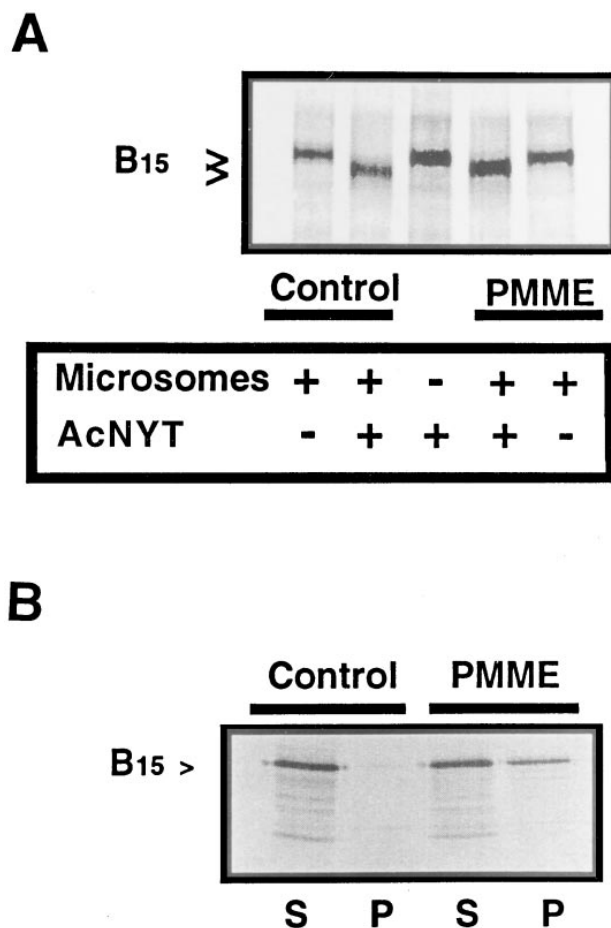 A
B15
Control PMME
Microsomes + + - + +
AcNYT - + + + -
B
Control PMME
B15 >
S P S P